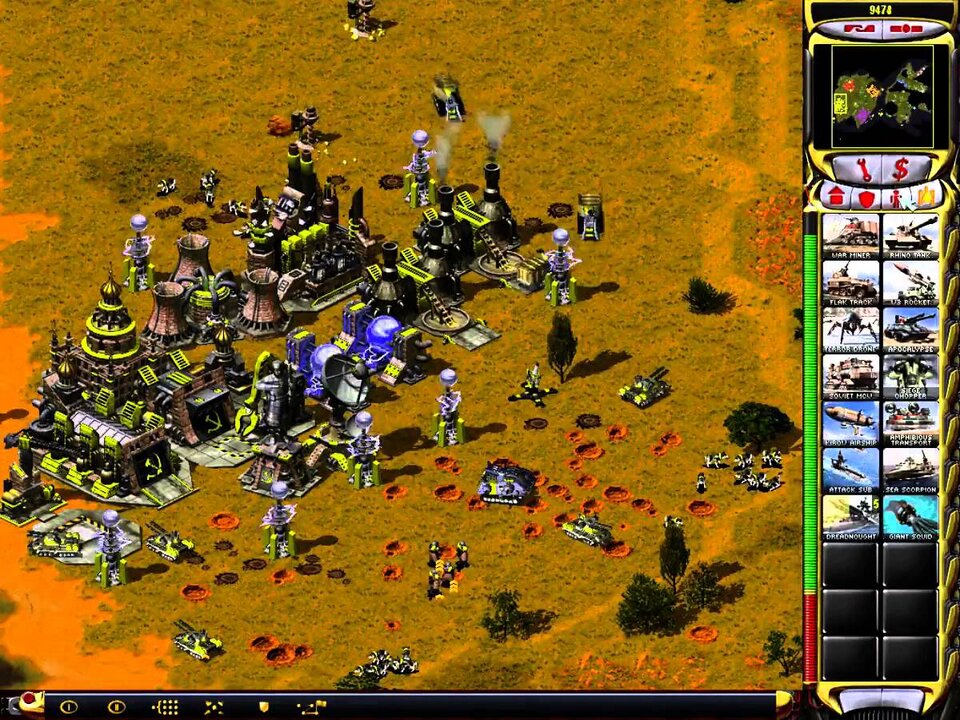 9478
WAR MINER
RHINO TANK
FLAK TRACK
V3 ROCKET
TERROR DRONE
APOCALYPSE
SOVIET MCV
SIEGE
CHOPPER
KIROV AIRSHIP
AMPHIBIOUS
TRANSPORT
ATTACK SUB
SEA SCORPION
DREADNOUGHT
GIANT SQUID